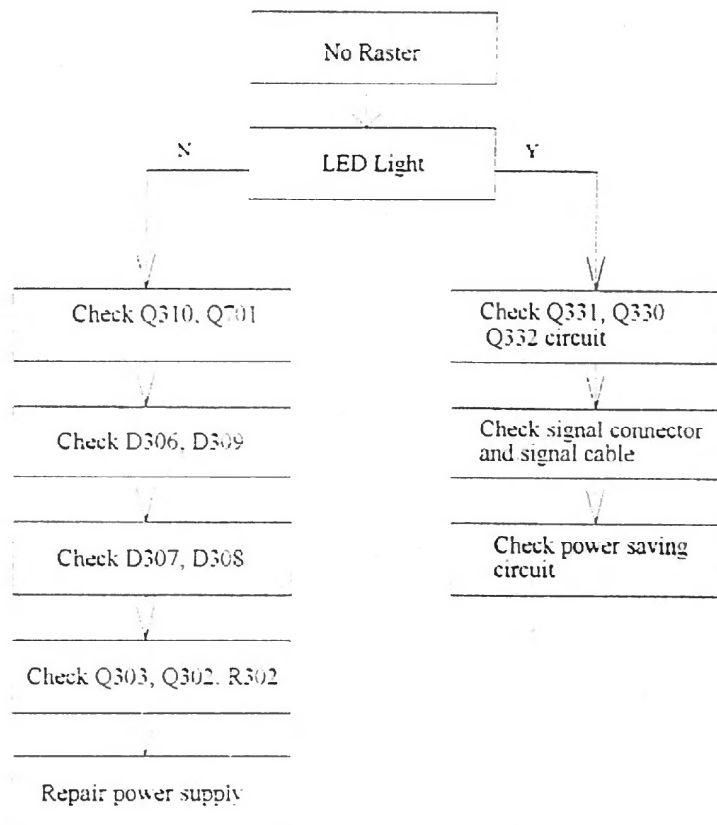 No Raster
LED Light
N
Y
Check Q310, Q701
Check D306, D309
Check D307, D308
Check Q303, Q302. R302
Repair power supply
Check Q331, Q330
Q332 circuit
Check signal connector
and signal cable
Check power saving
circuit